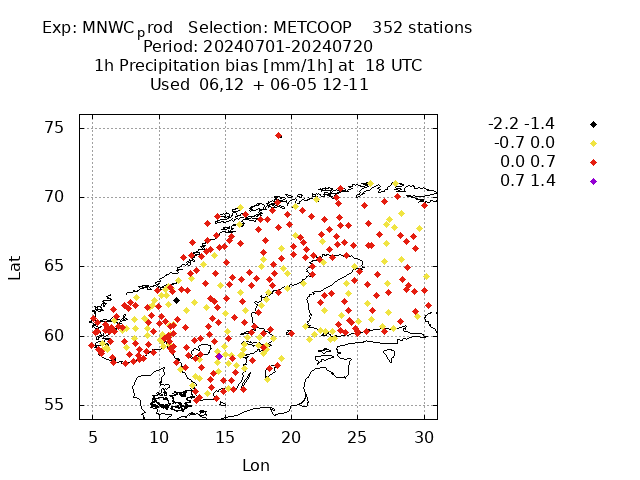 Exp: MNWC_prod   Selection: METCOOP    352 stations
Period: 20240701-20240720
1h Precipitation bias [mm/1h] at  18 UTC
Used  06,12  + 06-05 12-11
-2.2 -1.4
-0.7 0.0
0.0 0.7
0.7 1.4
75
70
65
60
55
Lat
5 10 15 20 25 30
Lon